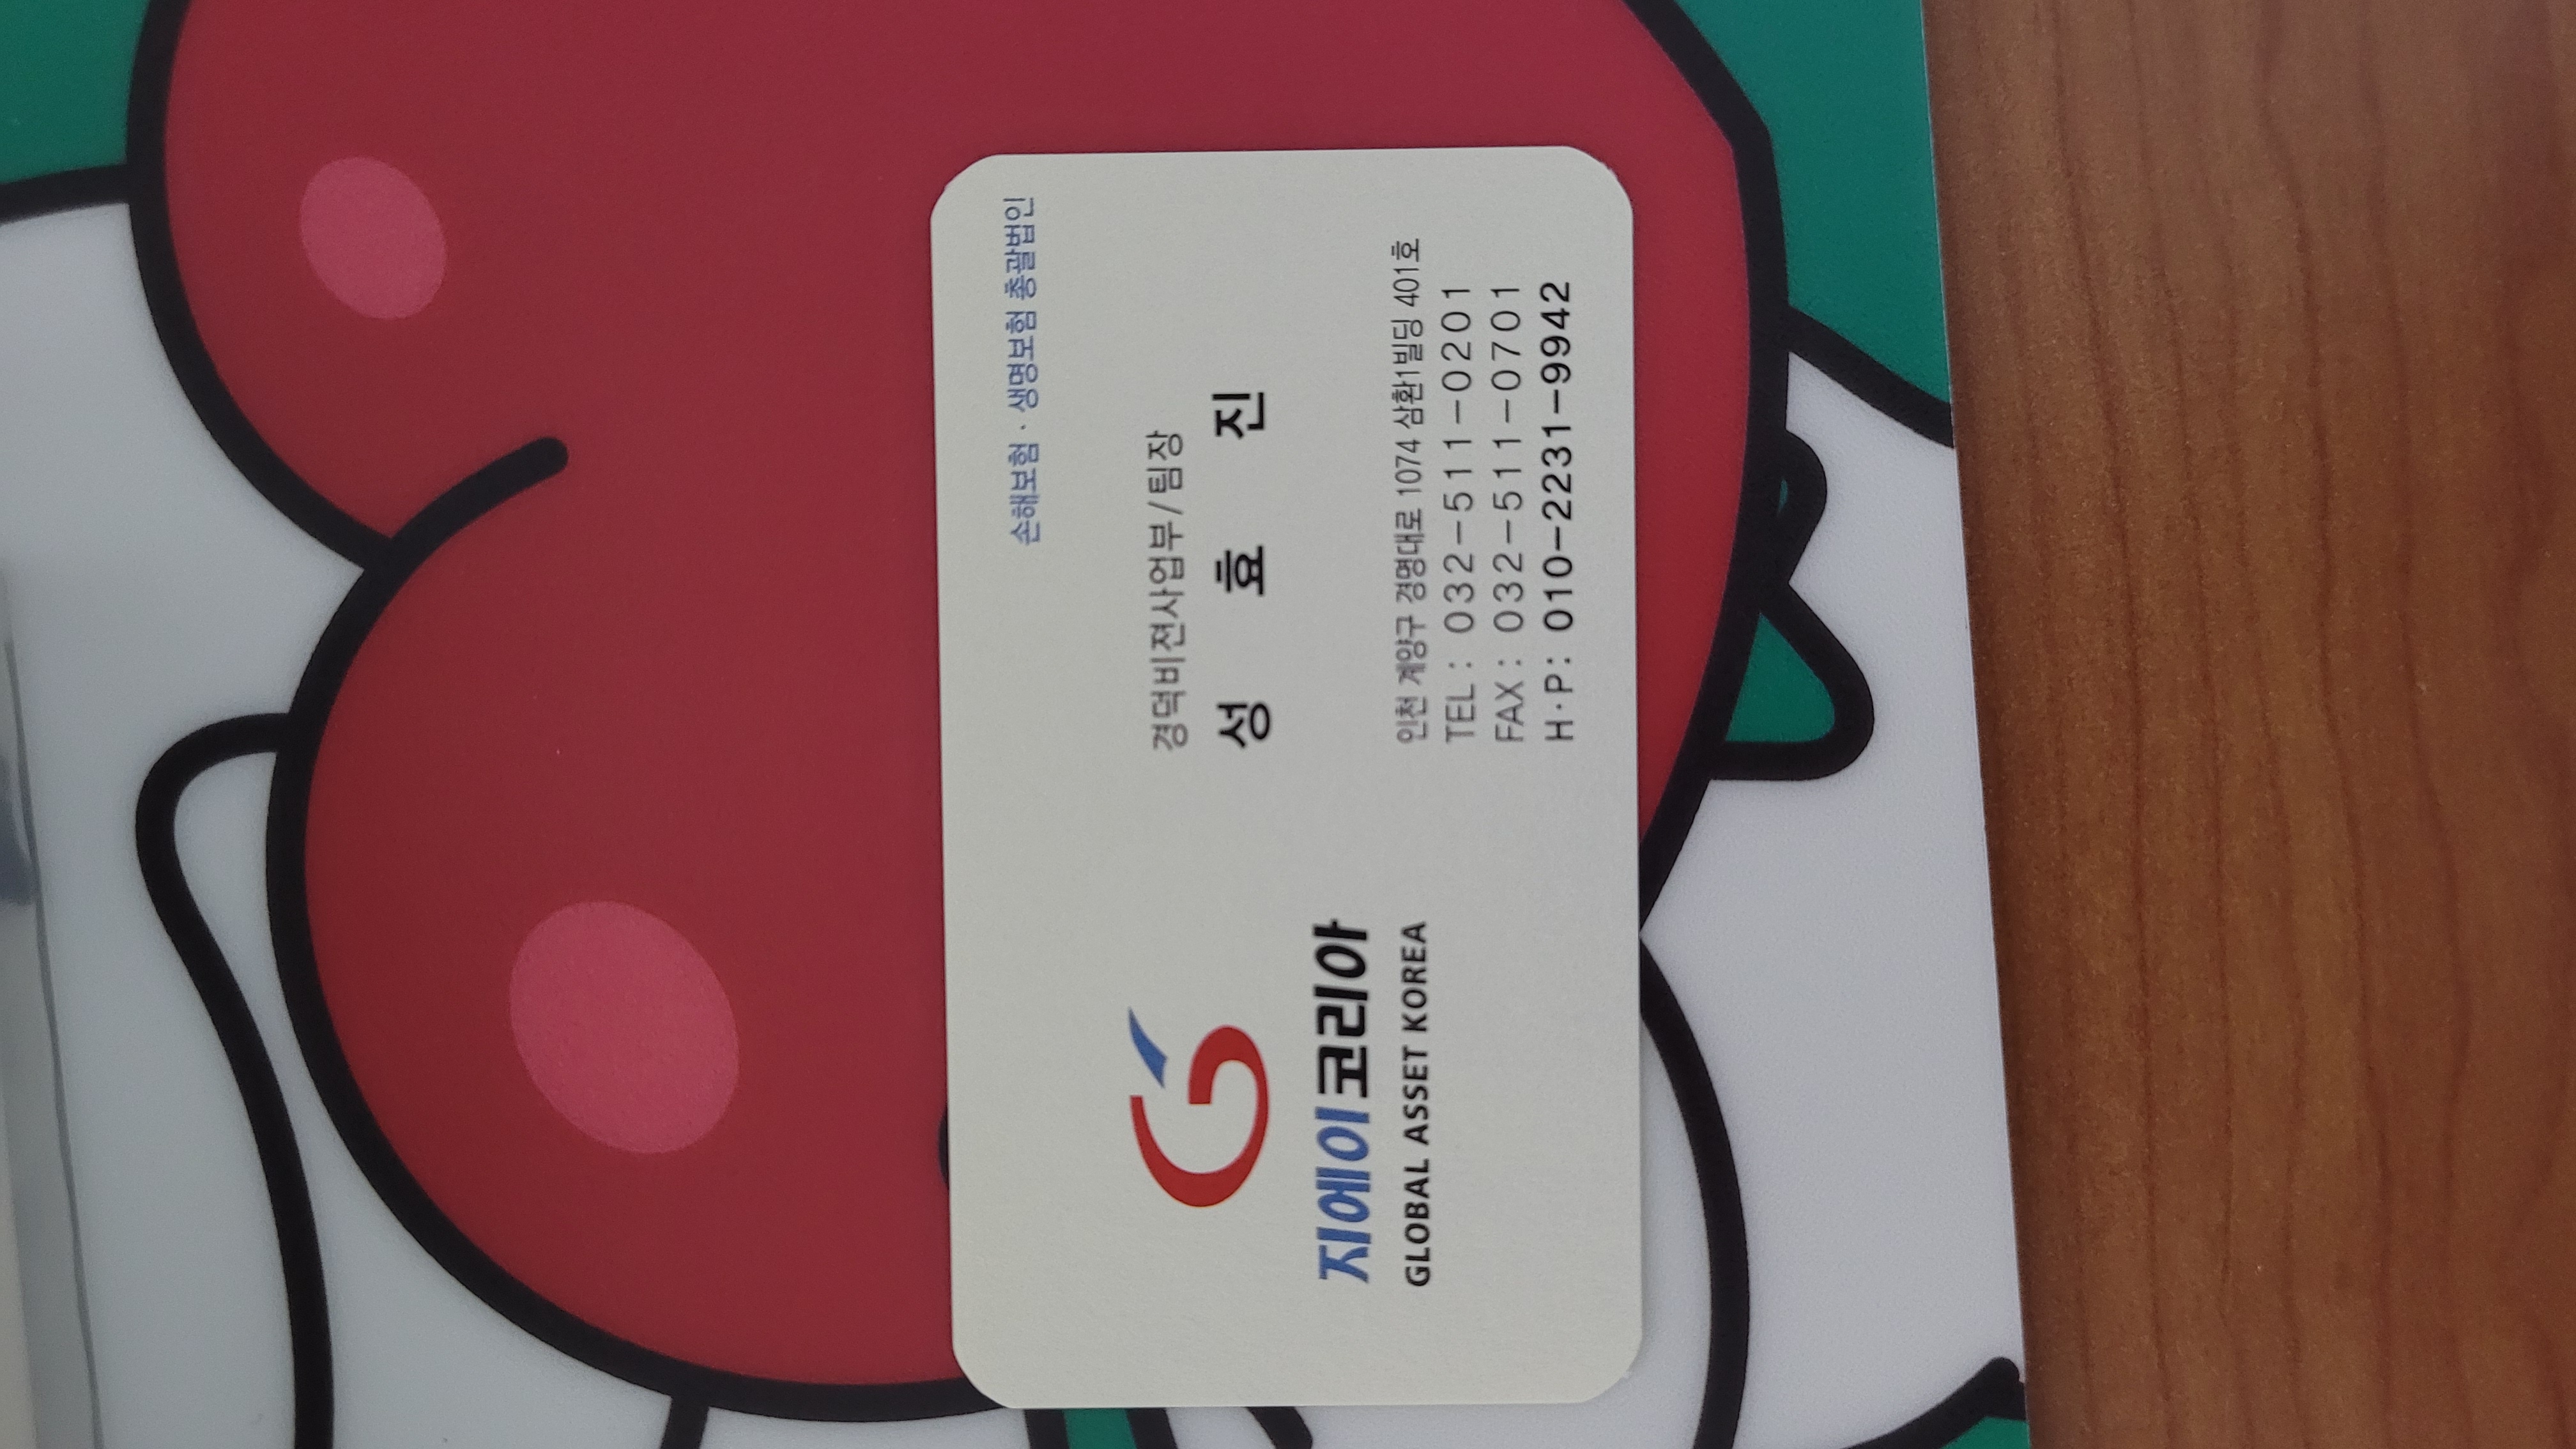 손해보험 · 생명보험 총괄법인
경덕비젼사업부/팀장
성 효 진
지에이코리아
GLOBAL ASSET KOREA
인천 계양구 경명대로 1074 삼환1빌딩 401호
TEL : 032-511-0201
FAX : 032-511-0701
H·P : 010-2231-9942